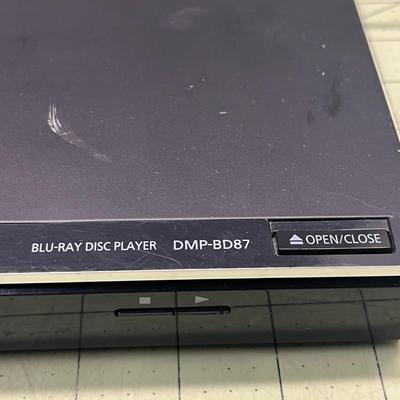 BLU-RAY DISC PLAYER DMP-BD87 OPEN/CLOSE